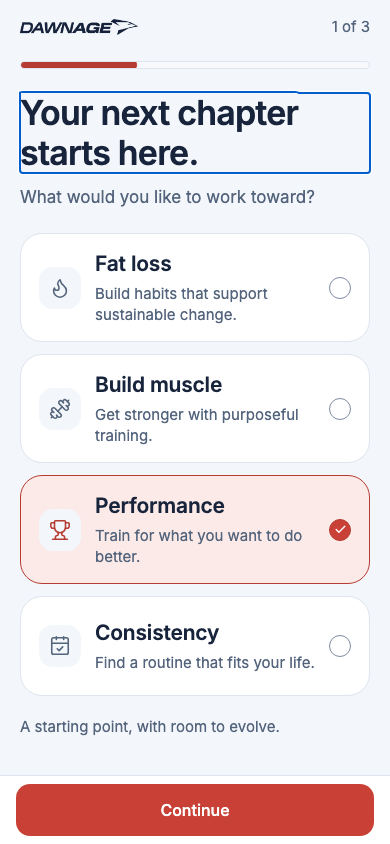 DAWNAGE
1 of 3
Your next chapter
starts here.
What would you like to work toward?
Fat loss
Build habits that support
sustainable change.
Build muscle
Get stronger with purposeful
training.
Performance
Train for what you want to do
better.
Consistency
Find a routine that fits your life.
A starting point, with room to evolve.
Continue